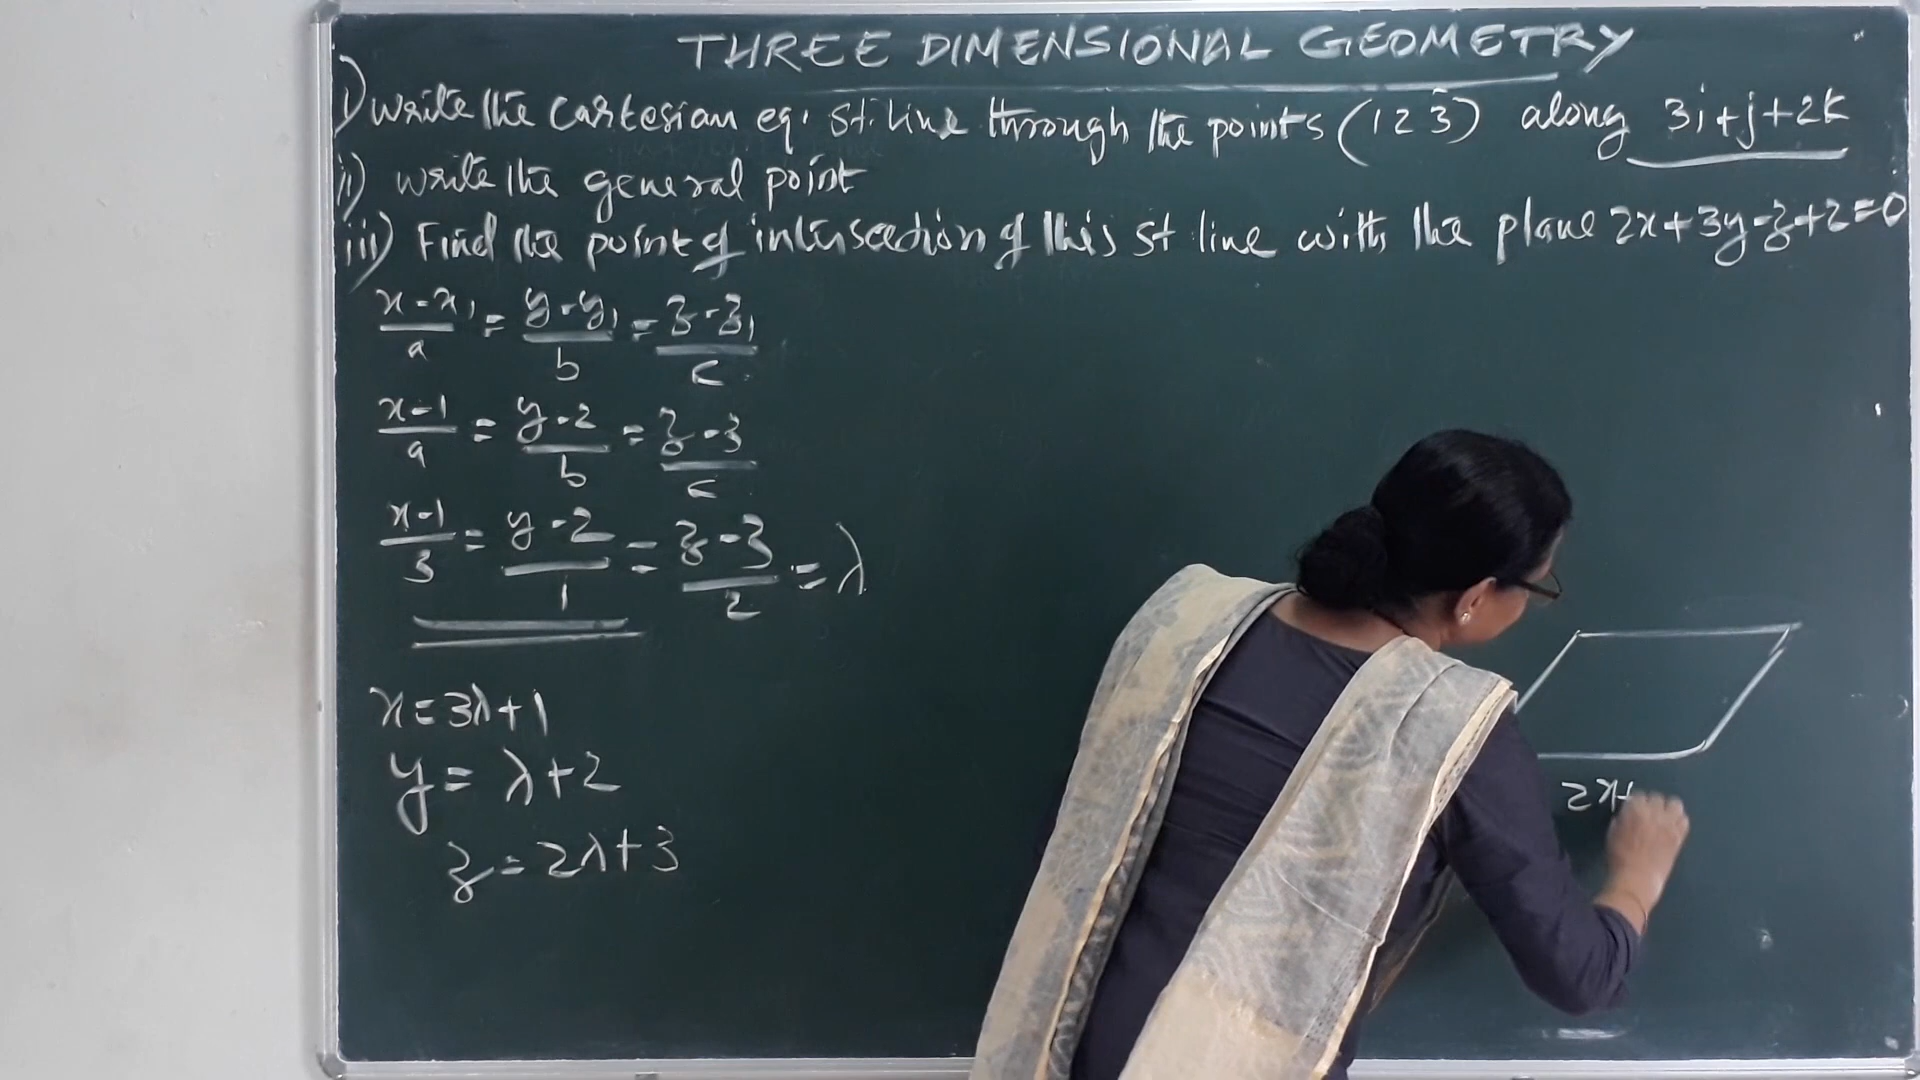 THREE DIMENSIONAL GEOMETRY
i) write the cartesian eq. st. line through the points (1 2 3) along 3i+j+2k
ii) write the general point
iii) Find the point of intersection of this st line with the plane 2x+3y-z+2=0
x-x₁/a = y-y₁/b = z-z₁/c
x-1/a = y-2/b = z-3/c
x-1/3 = y-2/1 = z-3/2 = λ
x=3λ+1
y=λ+2
z=2λ+3
2x+